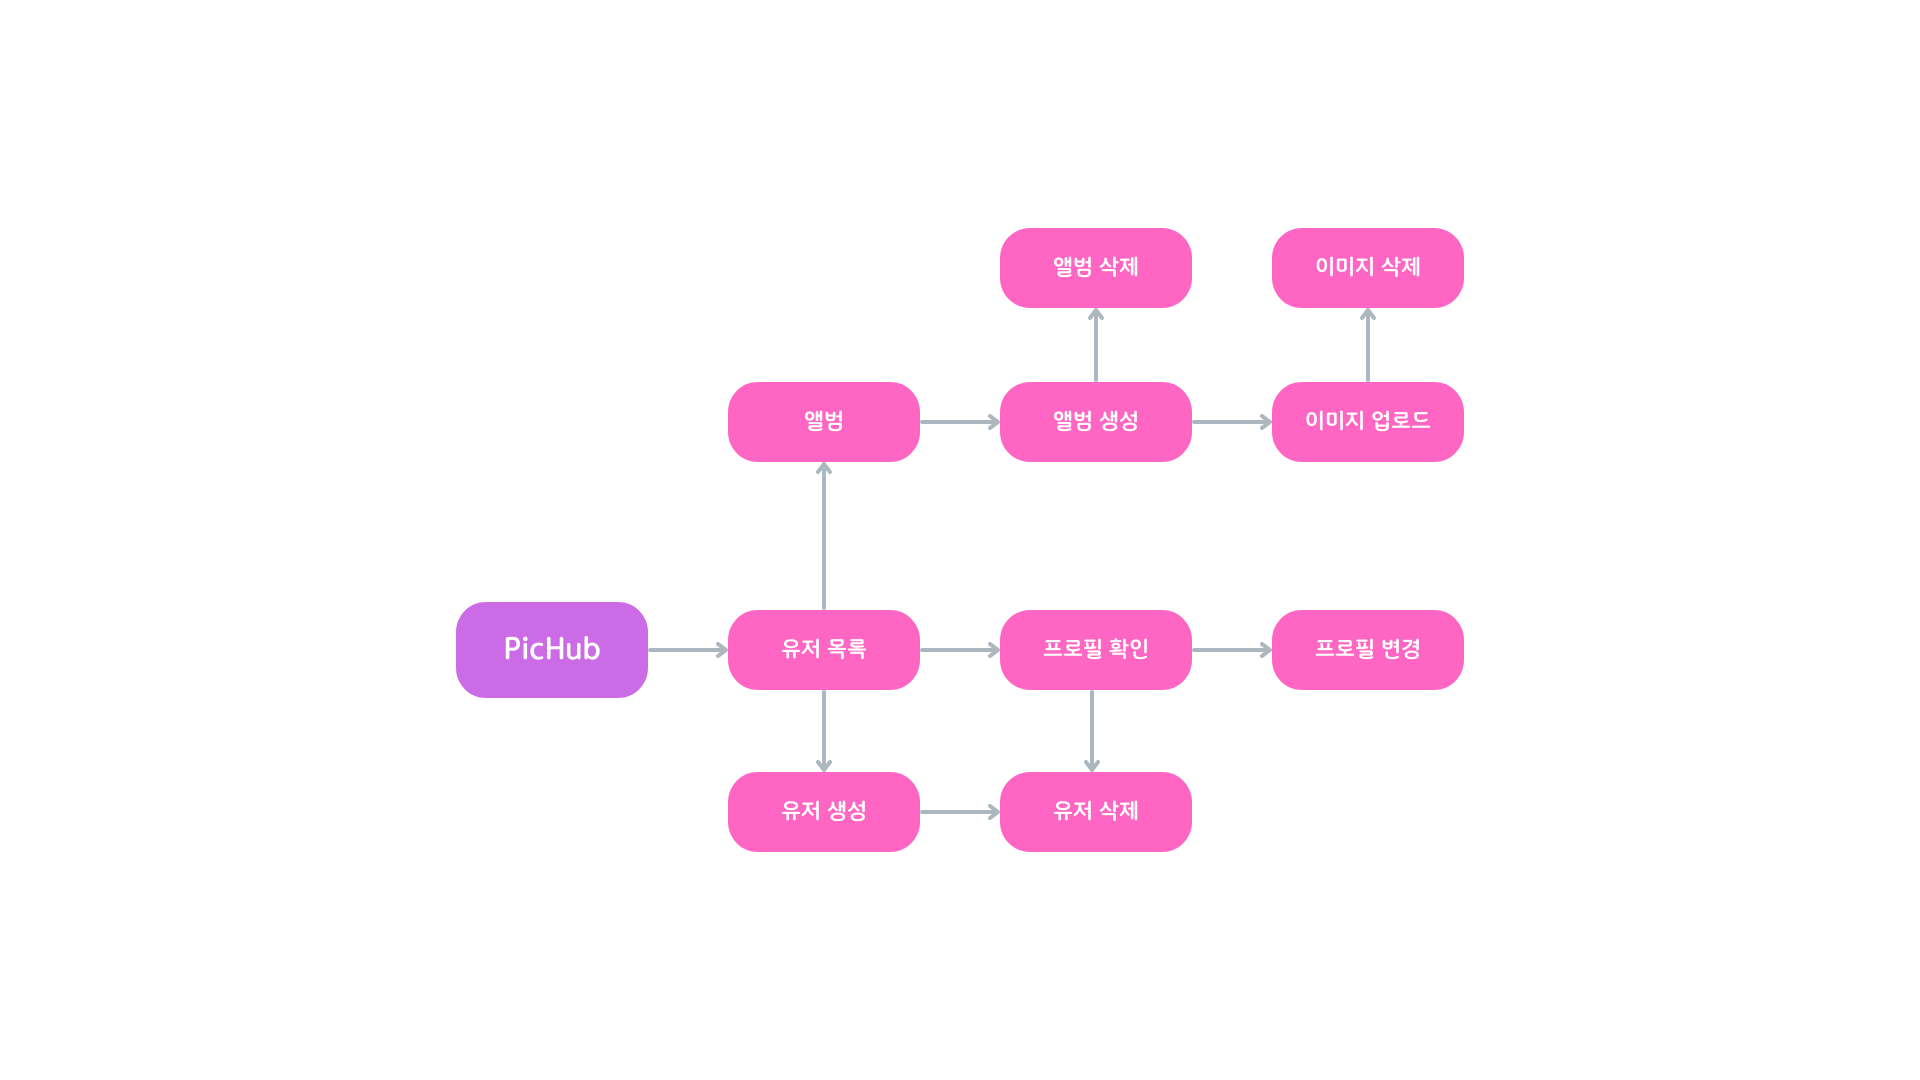 앨범 삭제
이미지 삭제
앨범
앨범 생성
이미지 업로드
PicHub
유저 목록
프로필 확인
프로필 변경
유저 생성
유저 삭제